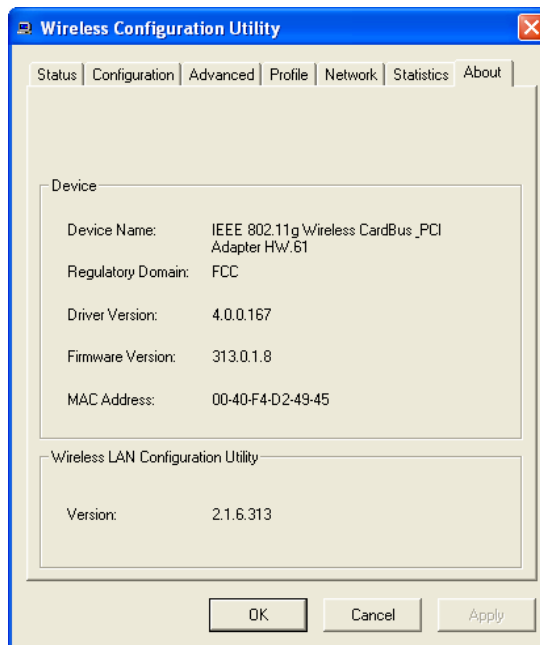 Wireless Configuration Utility
Status Configuration Advanced Profile Network Statistics About
Device
Device Name: IEEE 802.11g Wireless CardBus_PCI
Adapter HW.61
Regulatory Domain: FCC
Driver Version: 4.0.0.167
Firmware Version: 313.0.1.8
MAC Address: 00-40-F4-D2-49-45
Wireless LAN Configuration Utility
Version: 2.1.6.313
OK Cancel Apply